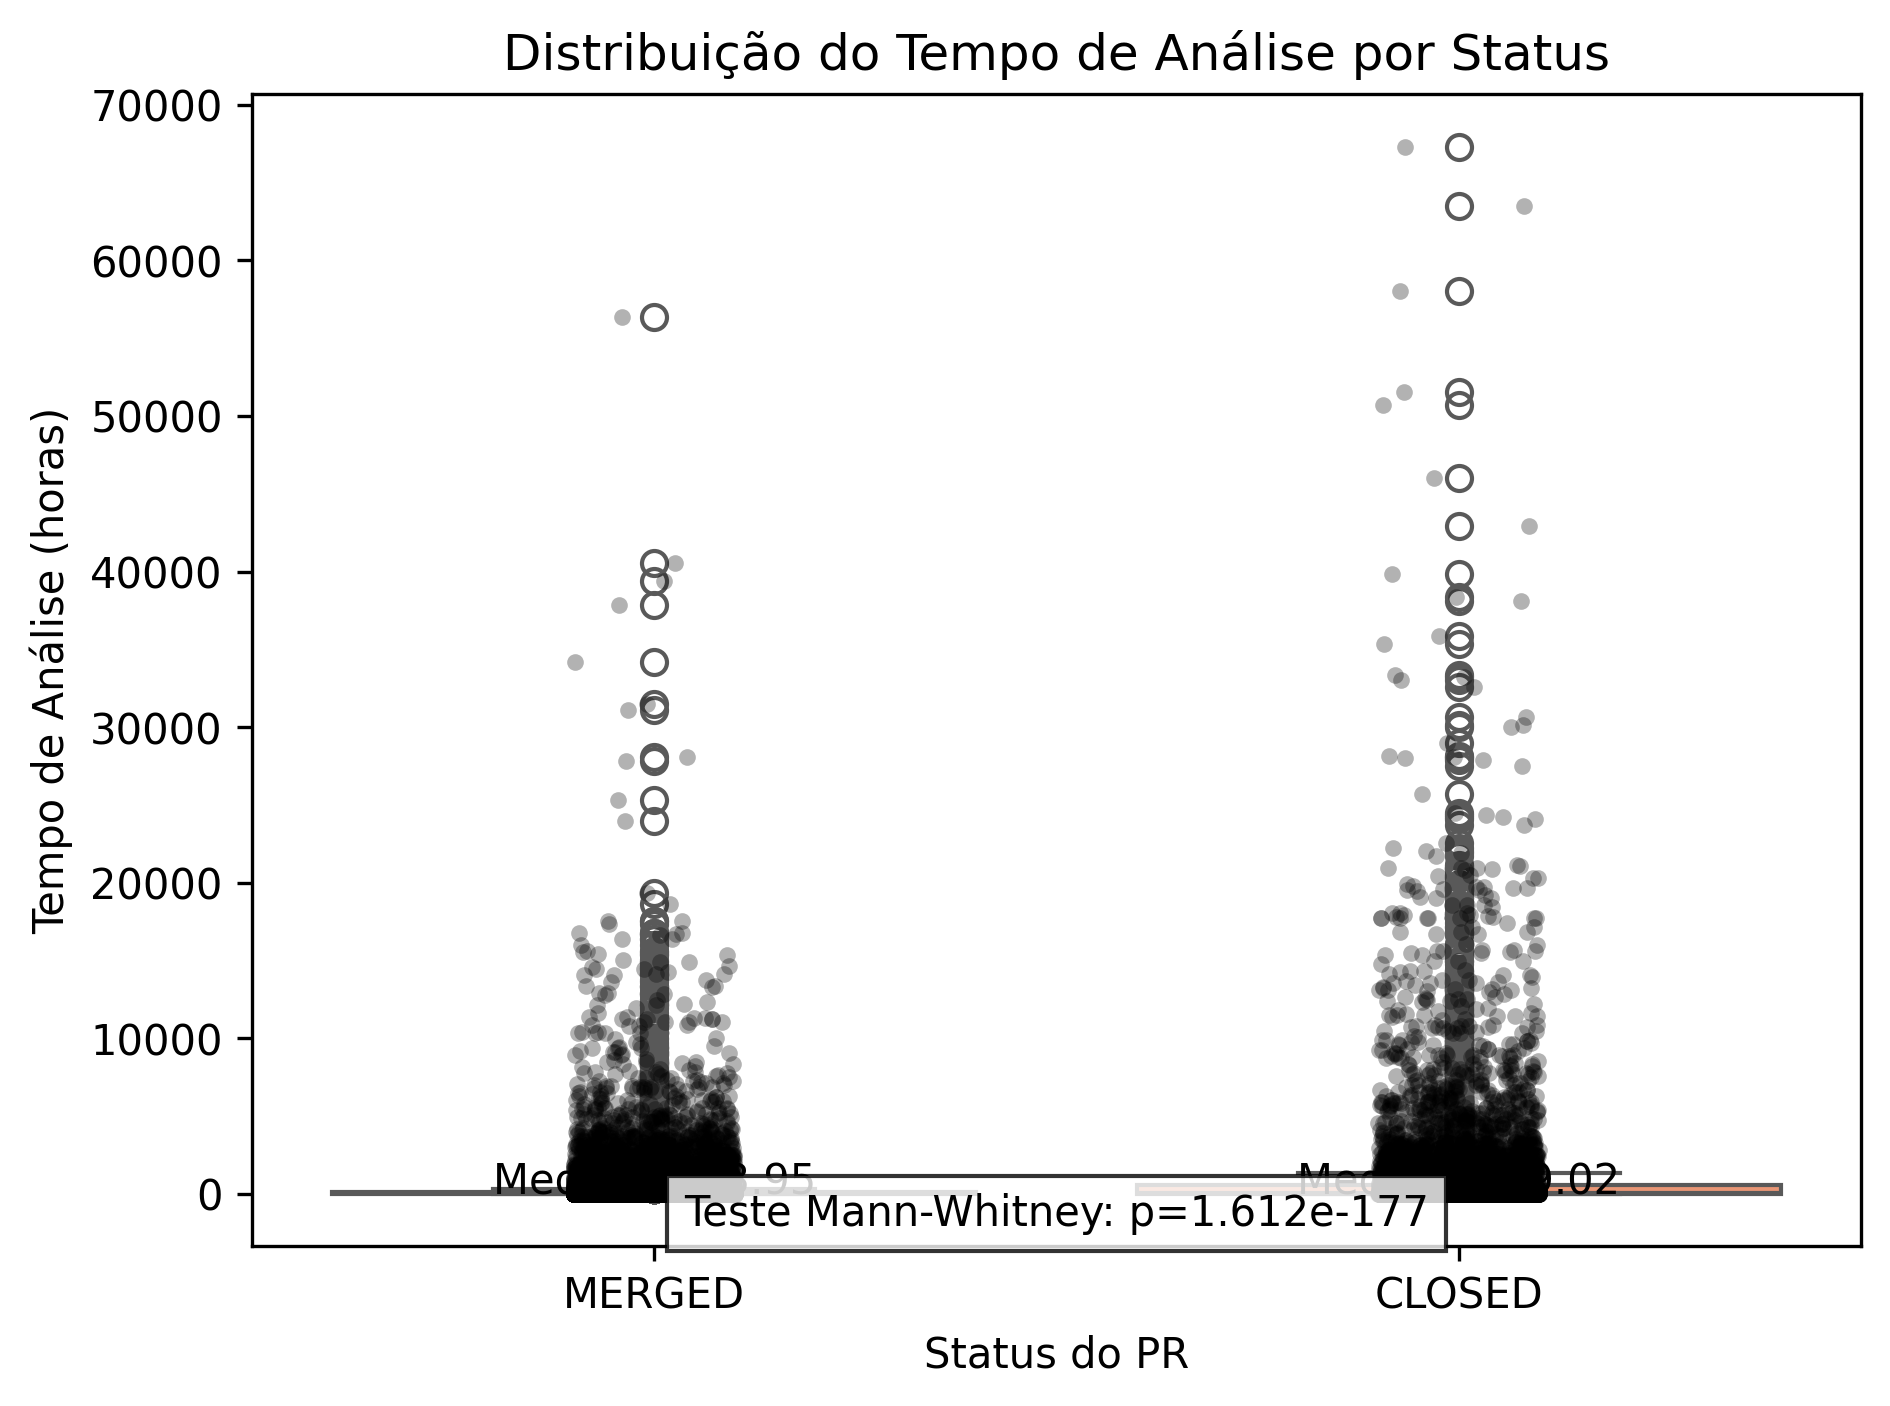 Distribuição do Tempo de Análise por Status
Tempo de Análise (horas)
70000
60000
50000
40000
30000
20000
10000
0
Teste Mann-Whitney: p=1.612e-177
MERGED
CLOSED
Status do PR